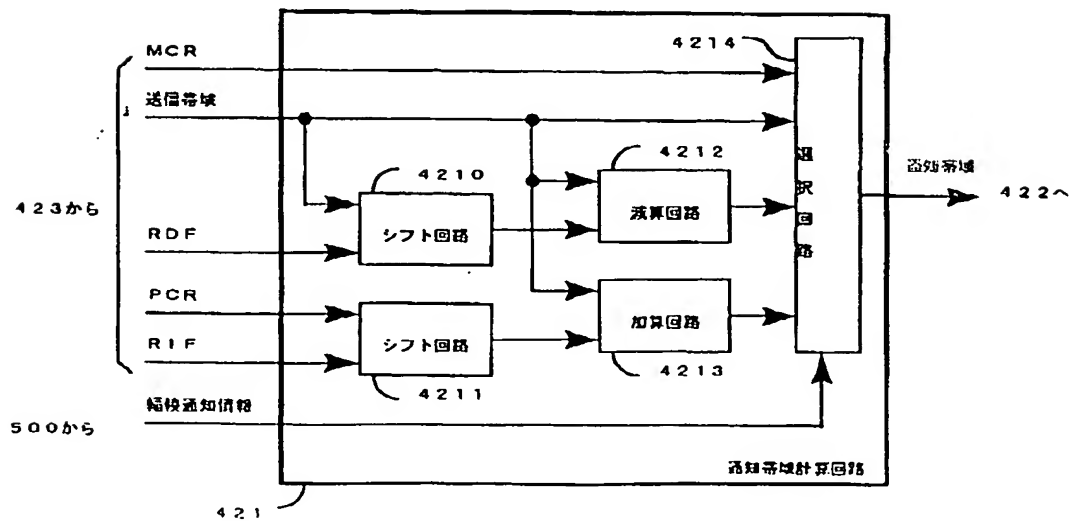 MCR
4214
送信帯域
4210
4212
通知帯域
423から
シフト回路
減算回路
選択回路
422へ
RDF
PCR
シフト回路
加算回路
RIF
4211
4213
輻輳通知情報
500から
通知帯域計算回路
421